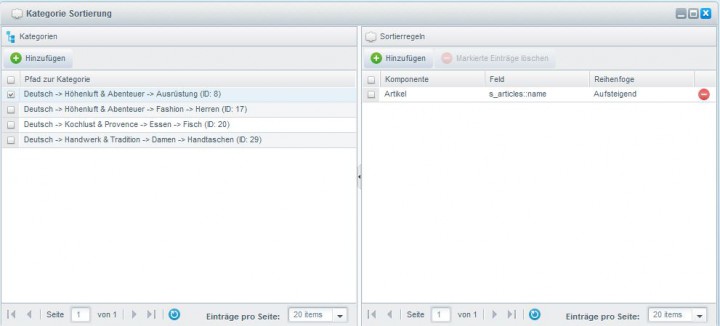 Kategorie Sortierung
Kategorien
Hinzufügen
Pfad zur Kategorie
Deutsch -> Höhenluft & Abenteuer -> Ausrüstung (ID: 8)
Deutsch -> Höhenluft & Abenteuer -> Fashion -> Herren (ID: 17)
Deutsch -> Kochlust & Provence -> Essen -> Fisch (ID: 20)
Deutsch -> Handwerk & Tradition -> Damen -> Handtaschen (ID: 29)
Seite 1 von 1 Einträge pro Seite: 20 items
Sortierregeln
Hinzufügen Markierte Einträge löschen
Komponente Feld Reihenfoge
Artikel s_articles::name Aufsteigend
Seite 1 von 1 Einträge pro Seite: 20 items